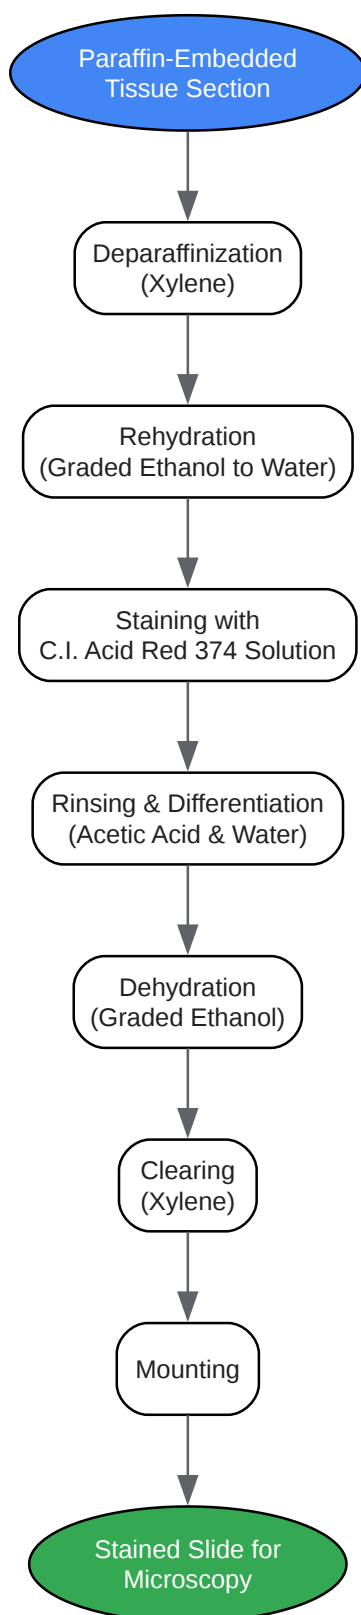 Paraffin-Embedded
Tissue Section
Deparaffinization
(Xylene)
Rehydration
(Graded Ethanol to Water)
Staining with
C.I. Acid Red 374 Solution
Rinsing & Differentiation
(Acetic Acid & Water)
Dehydration
(Graded Ethanol)
Clearing
(Xylene)
Mounting
Stained Slide for
Microscopy